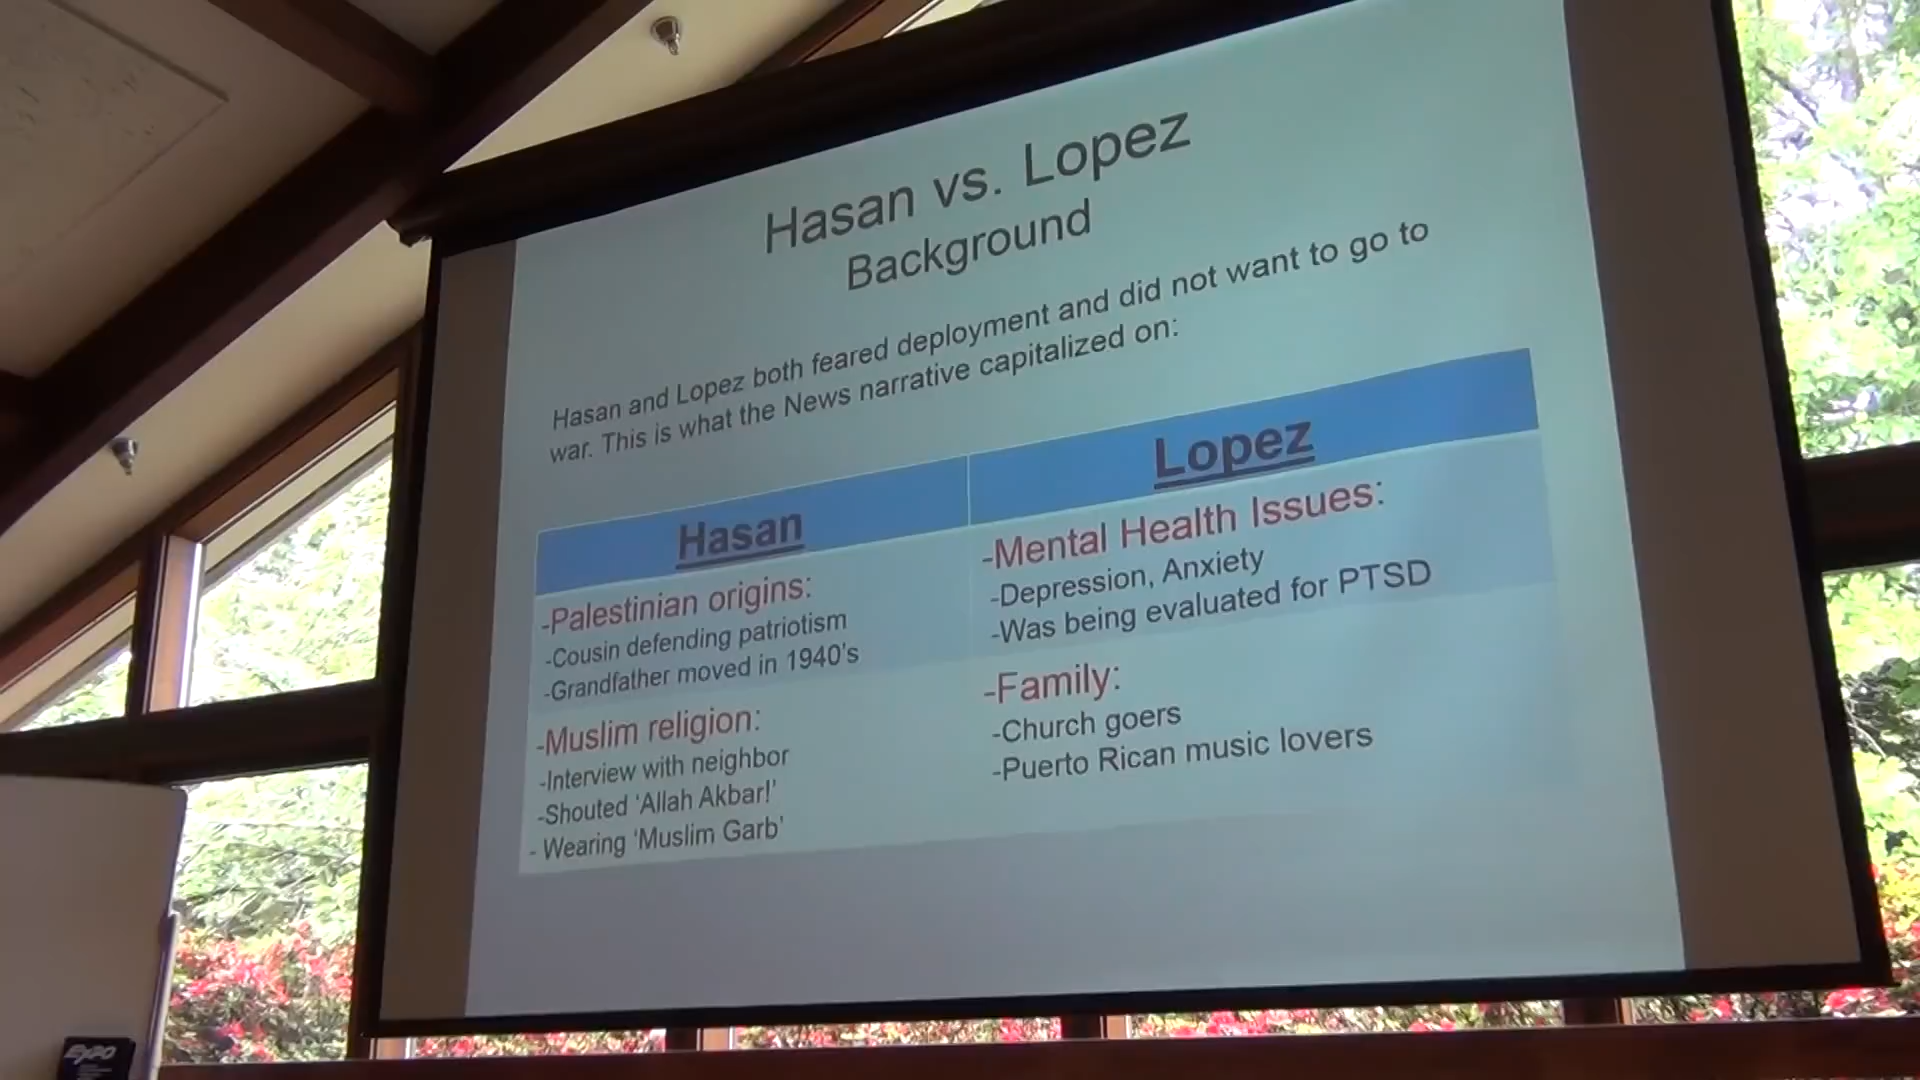 Hasan vs. Lopez
Background
Hasan and Lopez both feared deployment and did not want to go to
war. This is what the News narrative capitalized on:
Hasan
-Palestinian origins:
-Cousin defending patriotism
-Grandfather moved in 1940's
-Muslim religion:
-Interview with neighbor
-Shouted 'Allah Akbar!'
- Wearing 'Muslim Garb'
Lopez
-Mental Health Issues:
-Depression, Anxiety
-Was being evaluated for PTSD
-Family:
-Church goers
-Puerto Rican music lovers
EXPO